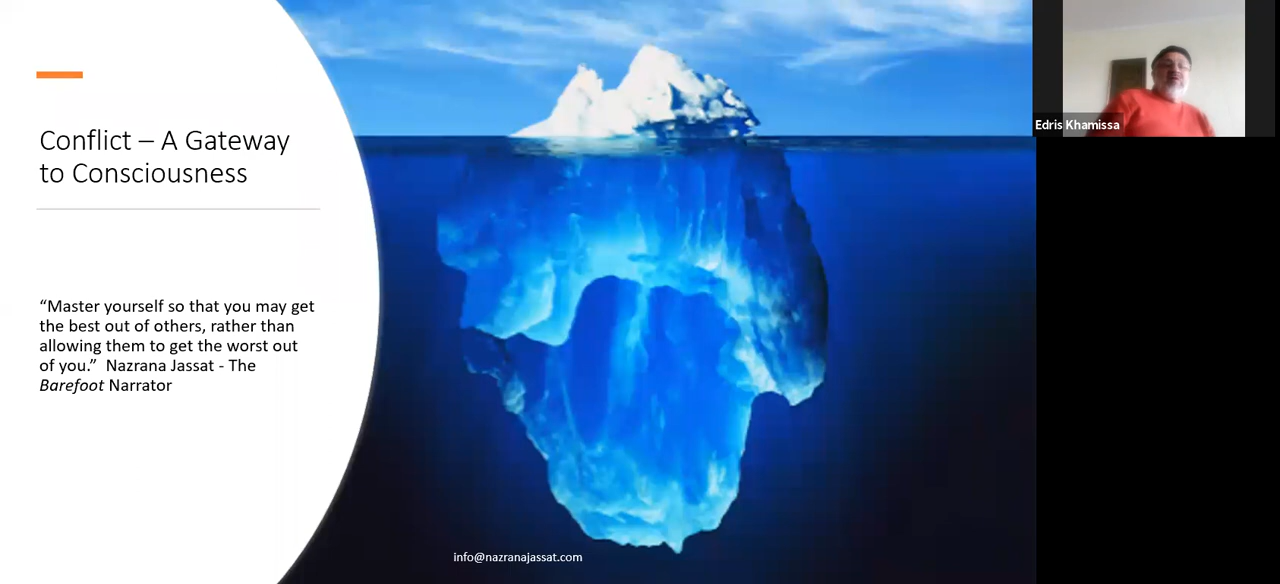 Conflict – A Gateway
to Consciousness
“Master yourself so that you may get
the best out of others, rather than
allowing them to get the worst out
of you.”  Nazrana Jassat - The
Barefoot Narrator
info@nazranajassat.com
Edris Khamissa